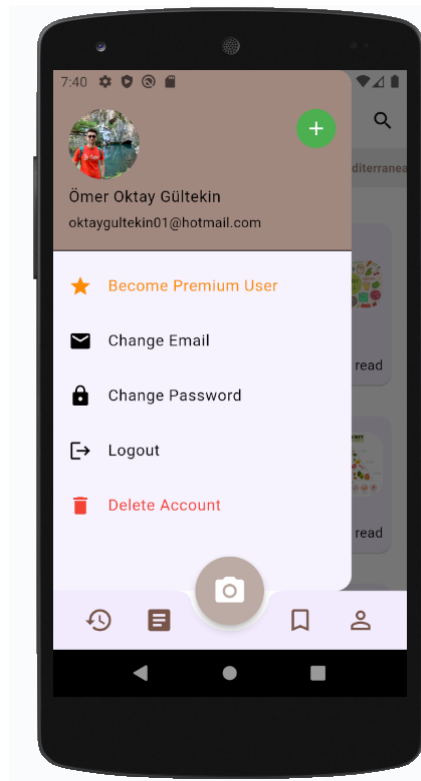 7:40
diterranea
Ömer Oktay Gültekin
oktaygultekin01@hotmail.com
Become Premium User
Change Email
read
Change Password
Logout
Delete Account
read